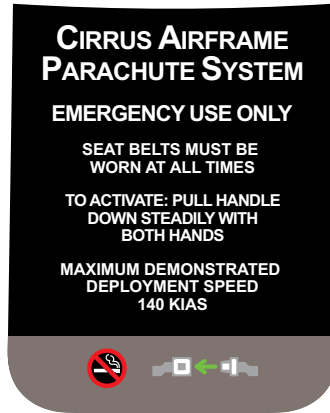 CIRRUS AIRFRAME
PARACHUTE SYSTEM
EMERGENCY USE ONLY
SEAT BELTS MUST BE
WORN AT ALL TIMES
TO ACTIVATE: PULL HANDLE
DOWN STEADILY WITH
BOTH HANDS
MAXIMUM DEMONSTRATED
DEPLOYMENT SPEED
140 KIAS